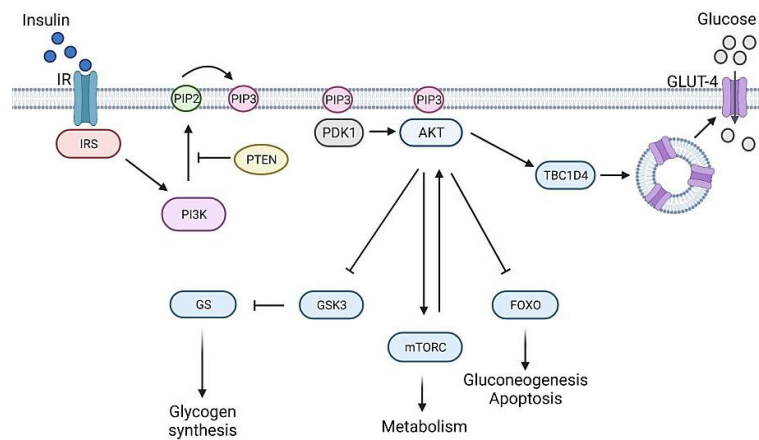 Insulin
Glucose
IR
GLUT-4
PIP2
PIP3
PIP3
PIP3
IRS
PTEN
PDK1
AKT
TBC1D4
PI3K
GS
GSK3
FOXO
mTORC
Gluconeogenesis
Apoptosis
Glycogen
synthesis
Metabolism